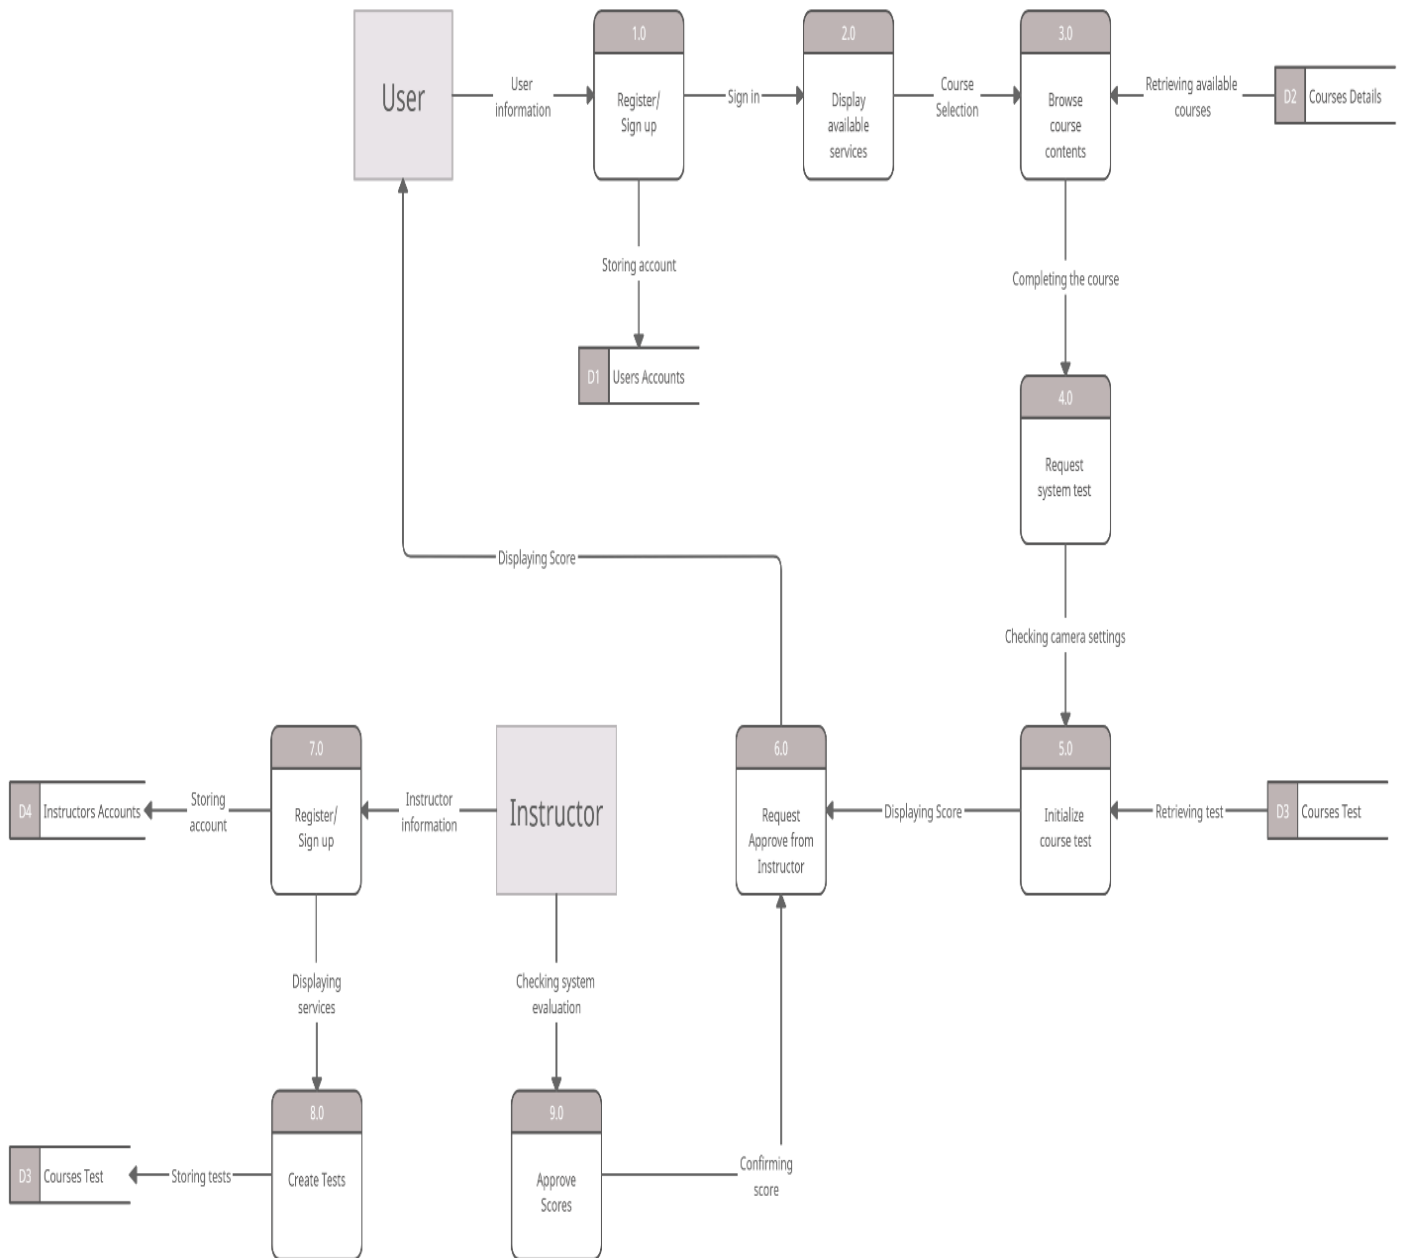 1.0
2.0
3.0
User
User
information
Register/
Sign up
Sign in
Display
available
services
Course
Selection
Browse
course
contents
Retrieving available
courses
D2
Courses Details
Storing account
Completing the course
D1
Users Accounts
4.0
Request
system test
Displaying Score
Checking camera settings
7.0
6.0
5.0
D4
Instructors Accounts
Storing
account
Register/
Sign up
Instructor
information
Instructor
Request
Approve from
Instructor
Displaying Score
Initialize
course test
Retrieving test
D3
Courses Test
Displaying
services
Checking system
evaluation
8.0
9.0
D3
Courses Test
Storing tests
Create Tests
Approve
Scores
Confirming
score